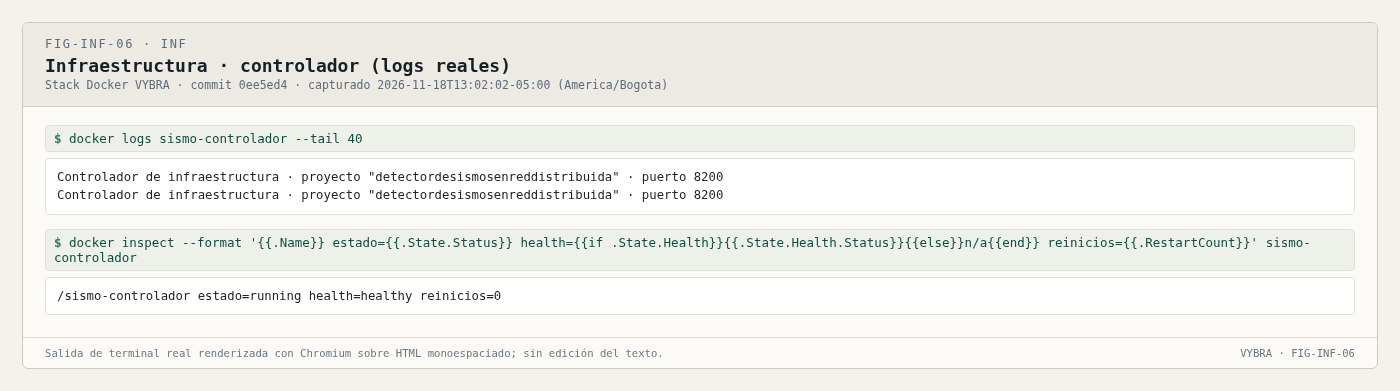 FIG-INF-06 · INF
Infraestructura · controlador (logs reales)
Stack Docker VYBRA · commit 0ee5ed4 · capturado 2026-11-18T13:02:02-05:00 (America/Bogota)
$ docker logs sismo-controlador --tail 40
Controlador de infraestructura · proyecto "detectordesismosenreddistribuida" · puerto 8200
Controlador de infraestructura · proyecto "detectordesismosenreddistribuida" · puerto 8200
$ docker inspect --format '{{.Name}} estado={{.State.Status}} health={{if .State.Health}}{{.State.Health.Status}}{{else}}n/a{{end}} reinicios={{.RestartCount}}' sismo-
controlador
/sismo-controlador estado=running health=healthy reinicios=0
Salida de terminal real renderizada con Chromium sobre HTML monoespaciado; sin edición del texto.
VYBRA · FIG-INF-06